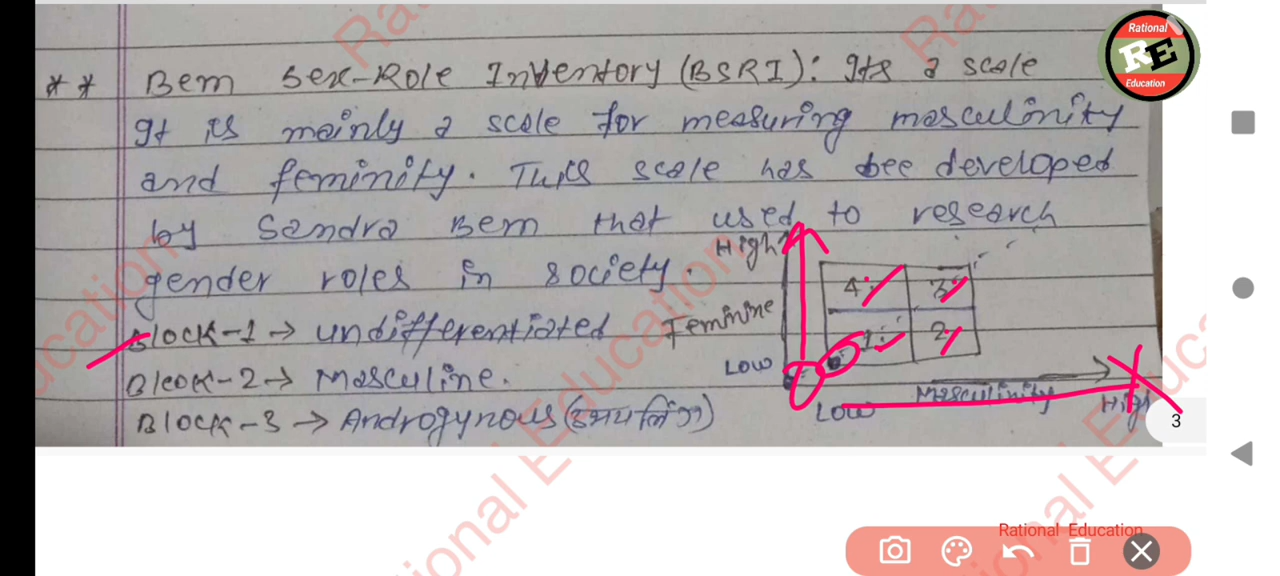 Rational
RE
Education
** Bem Sex-Role Inventory (BSRI): Its a scale
It is mainly a scale for measuring masculinity
and feminity. This scale has bee developed
by Sandra Bem that used to research
gender roles in society.
High
4. 3.
Block-1 → undifferentiated
Feminine
1. 2.
Low
Block-2 → Masculine.
Masculinity
Low High
Block-3 → Androgynous (उभयलिंगी)
3
Rational Education